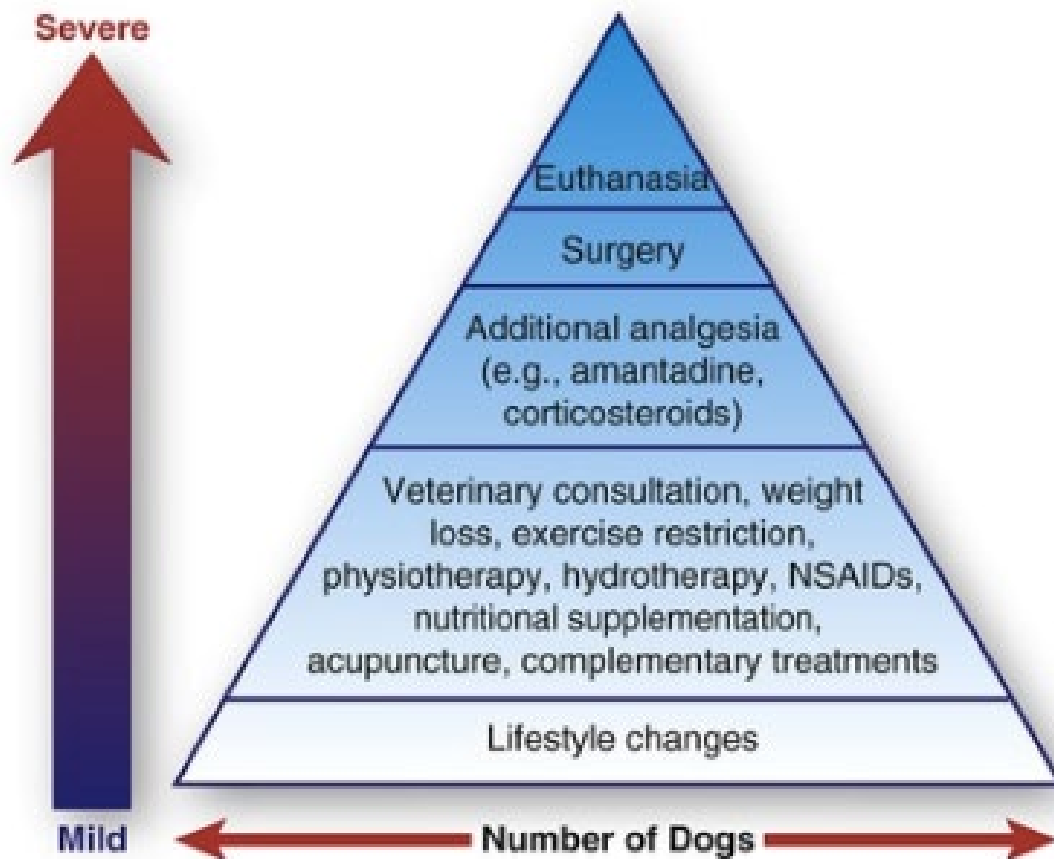 Severe
Euthanasia
Surgery
Additional analgesia
(e.g., amantadine,
corticosteroids)
Veterinary consultation, weight
loss, exercise restriction,
physiotherapy, hydrotherapy, NSAIDs,
nutritional supplementation,
acupuncture, complementary treatments
Lifestyle changes
Mild
Number of Dogs